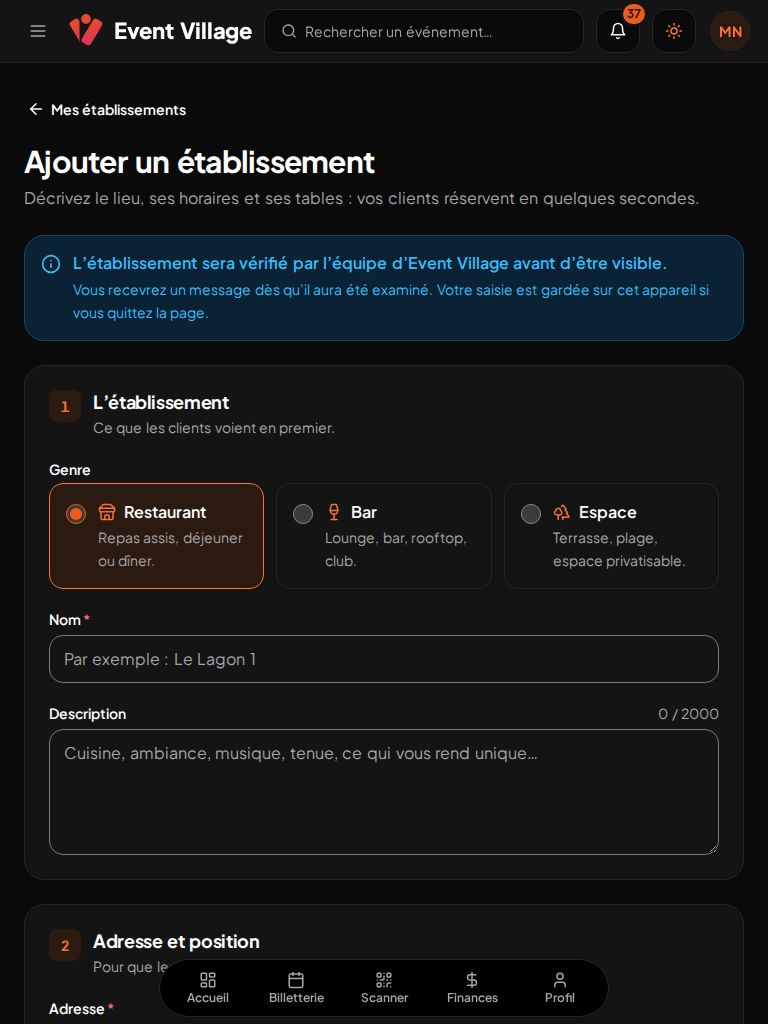 Event Village
Rechercher un événement…
37
MN
Mes établissements
Ajouter un établissement
Décrivez le lieu, ses horaires et ses tables : vos clients réservent en quelques secondes.
L’établissement sera vérifié par l’équipe d’Event Village avant d’être visible.
Vous recevrez un message dès qu’il aura été examiné. Votre saisie est gardée sur cet appareil si
vous quittez la page.
1
L’établissement
Ce que les clients voient en premier.
Genre
Restaurant
Repas assis, déjeuner
ou dîner.
Bar
Lounge, bar, rooftop,
club.
Espace
Terrasse, plage,
espace privatisable.
Nom *
Par exemple : Le Lagon 1
Description
0 / 2000
Cuisine, ambiance, musique, tenue, ce qui vous rend unique…
2
Adresse et position
Pour que le
Adresse *
Accueil
Billetterie
Scanner
Finances
Profil